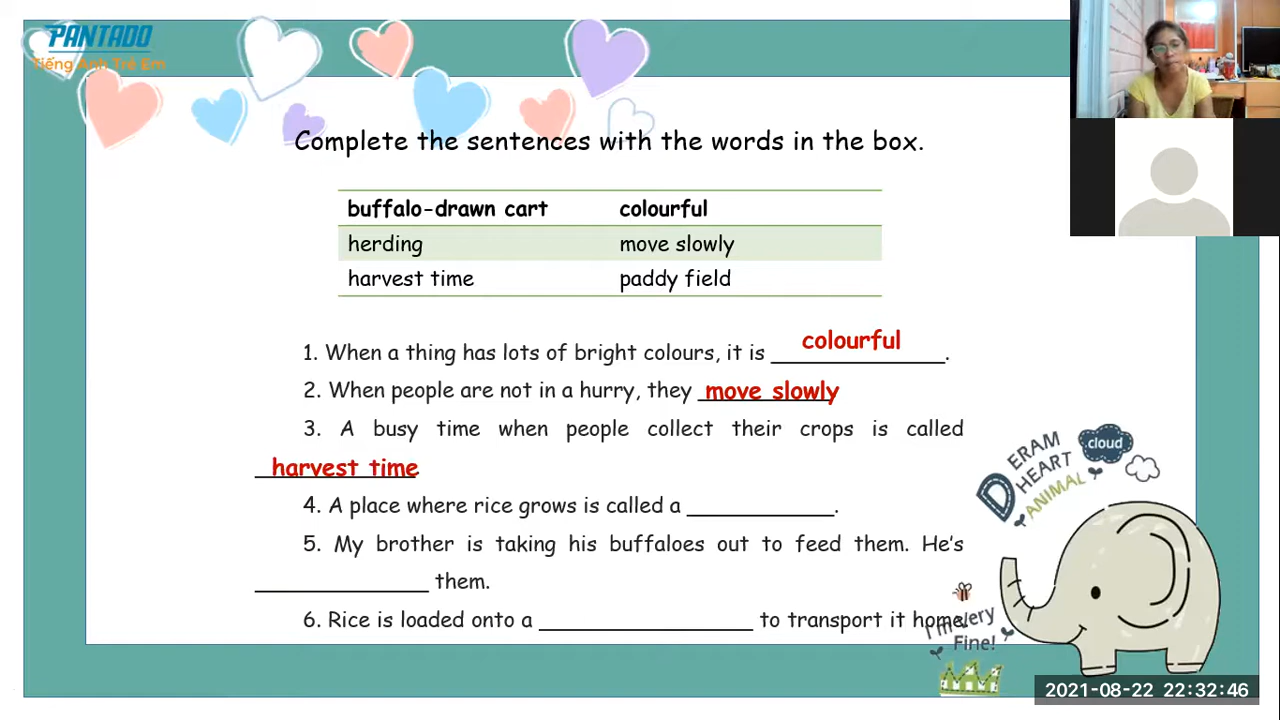 PANTADO
Tiếng Anh Trẻ Em
Complete the sentences with the words in the box.
buffalo-drawn cart colourful
herding move slowly
harvest time paddy field
1. When a thing has lots of bright colours, it is colourful.
2. When people are not in a hurry, they move slowly
3. A busy time when people collect their crops is called
harvest time
4. A place where rice grows is called a ___________.
5. My brother is taking his buffaloes out to feed them. He's
_____________ them.
6. Rice is loaded onto a ________________ to transport it home.
DERAM
HEART
ANIMAL
cloud
I'm very
Fine!
2021-08-22 22:32:46